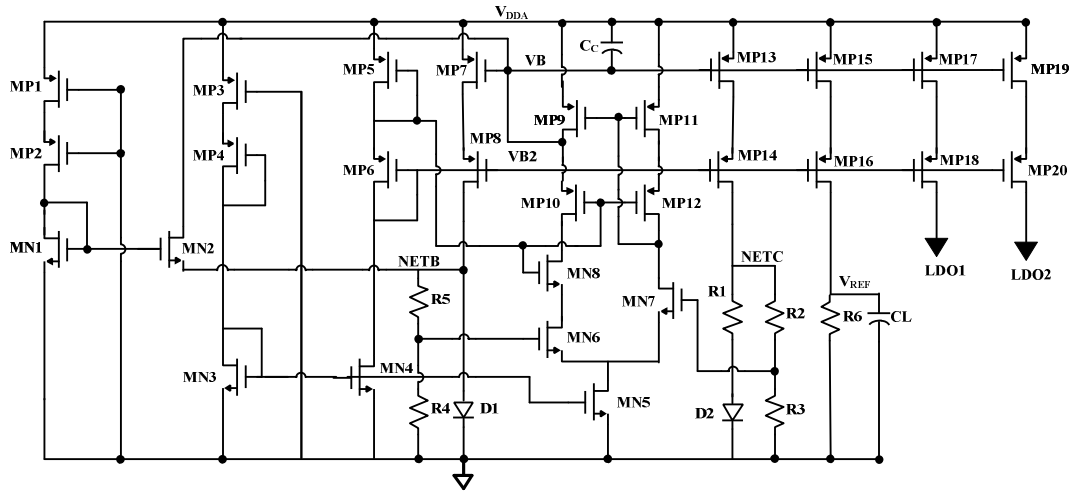 VDDA
CC
MP1
MP3
MP5
MP7
VB
MP13
MP15
MP17
MP19
MP9
MP11
MP2
MP4
MP6
MP8
VB2
MP14
MP16
MP18
MP20
MP10
MP12
MN1
MN2
NETB
MN8
NETC
LDO1
LDO2
R5
MN7
R1
R2
VREF
R6
CL
MN6
MN3
MN4
R4
D1
MN5
D2
R3